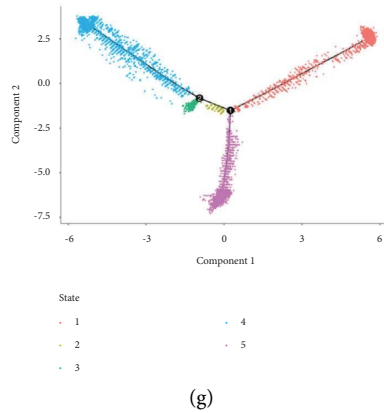 2.5
0.0
-2.5
-5.0
-7.5
Component 2
2
1
-6 -3 0 3 6
Component 1
State
1 4
2 5
3
(g)